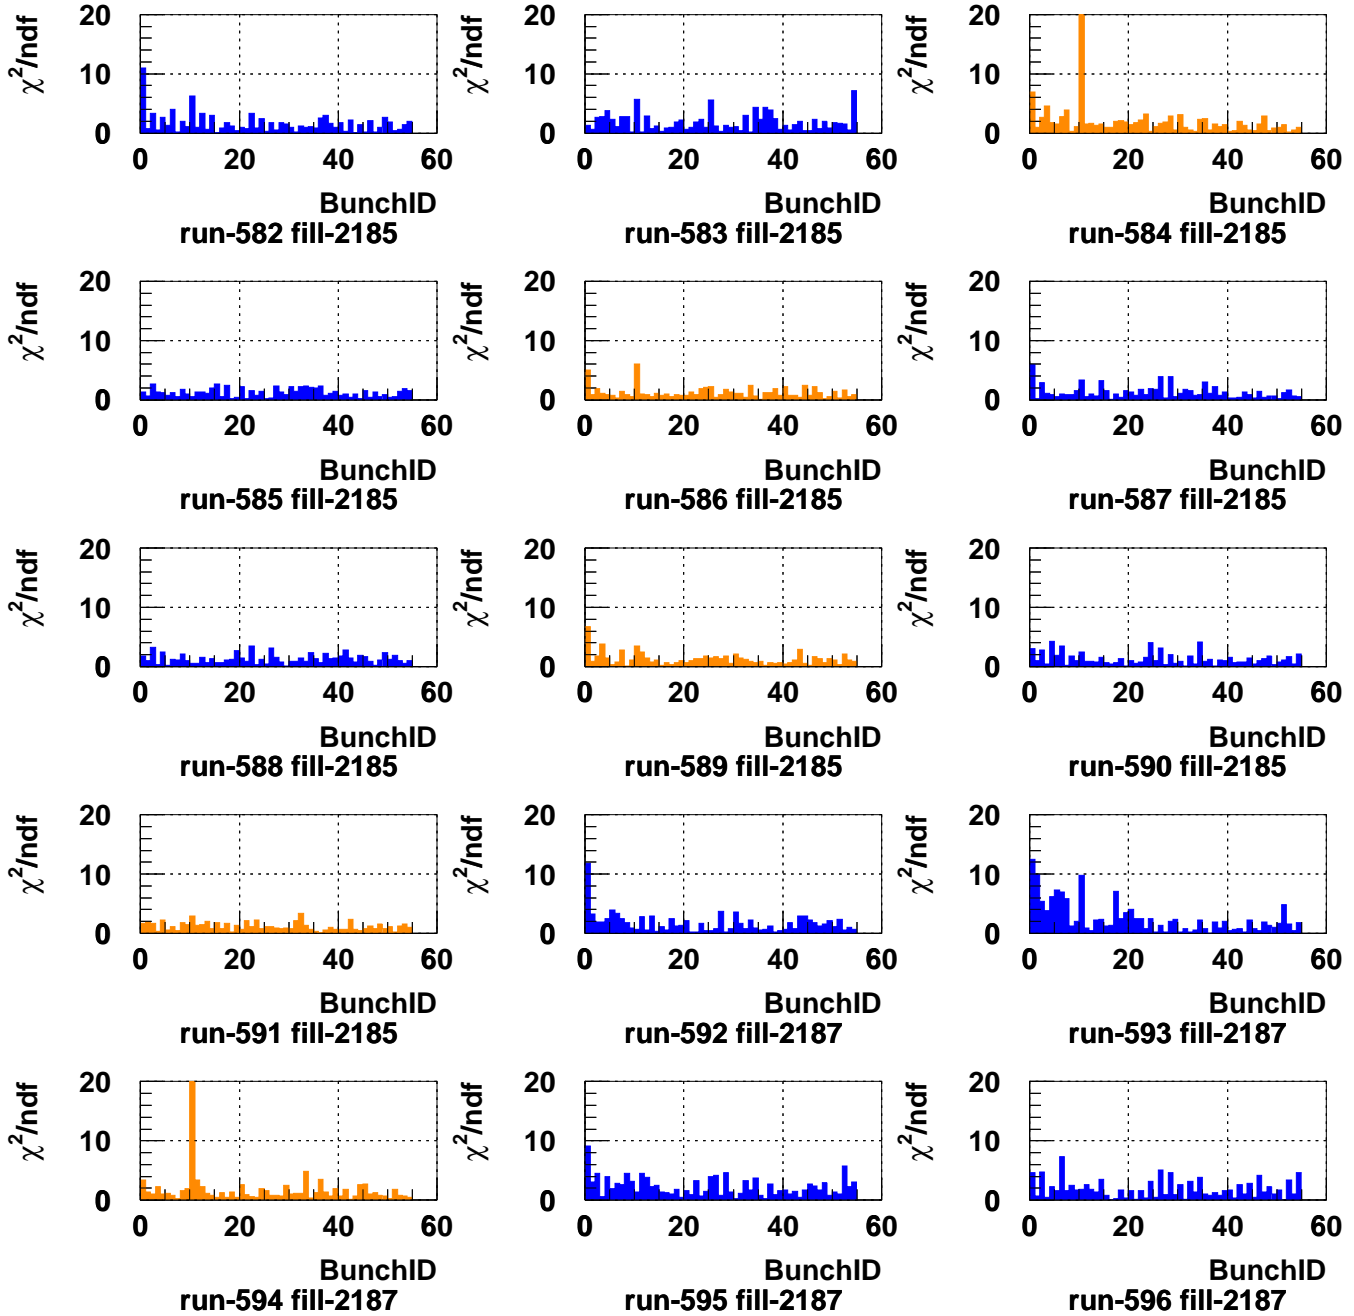 20 20 20
χ²/ndf χ²/ndf χ²/ndf
10 10 10
0 0 0
0 20 40 60 0 20 40 60 0 20 40 60
BunchID BunchID BunchID
run-582 fill-2185 run-583 fill-2185 run-584 fill-2185
20 20 20
χ²/ndf χ²/ndf χ²/ndf
10 10 10
0 0 0
0 20 40 60 0 20 40 60 0 20 40 60
BunchID BunchID BunchID
run-585 fill-2185 run-586 fill-2185 run-587 fill-2185
20 20 20
χ²/ndf χ²/ndf χ²/ndf
10 10 10
0 0 0
0 20 40 60 0 20 40 60 0 20 40 60
BunchID BunchID BunchID
run-588 fill-2185 run-589 fill-2185 run-590 fill-2185
20 20 20
χ²/ndf χ²/ndf χ²/ndf
10 10 10
0 0 0
0 20 40 60 0 20 40 60 0 20 40 60
BunchID BunchID BunchID
run-591 fill-2185 run-592 fill-2187 run-593 fill-2187
20 20 20
χ²/ndf χ²/ndf χ²/ndf
10 10 10
0 0 0
0 20 40 60 0 20 40 60 0 20 40 60
BunchID BunchID BunchID
run-594 fill-2187 run-595 fill-2187 run-596 fill-2187